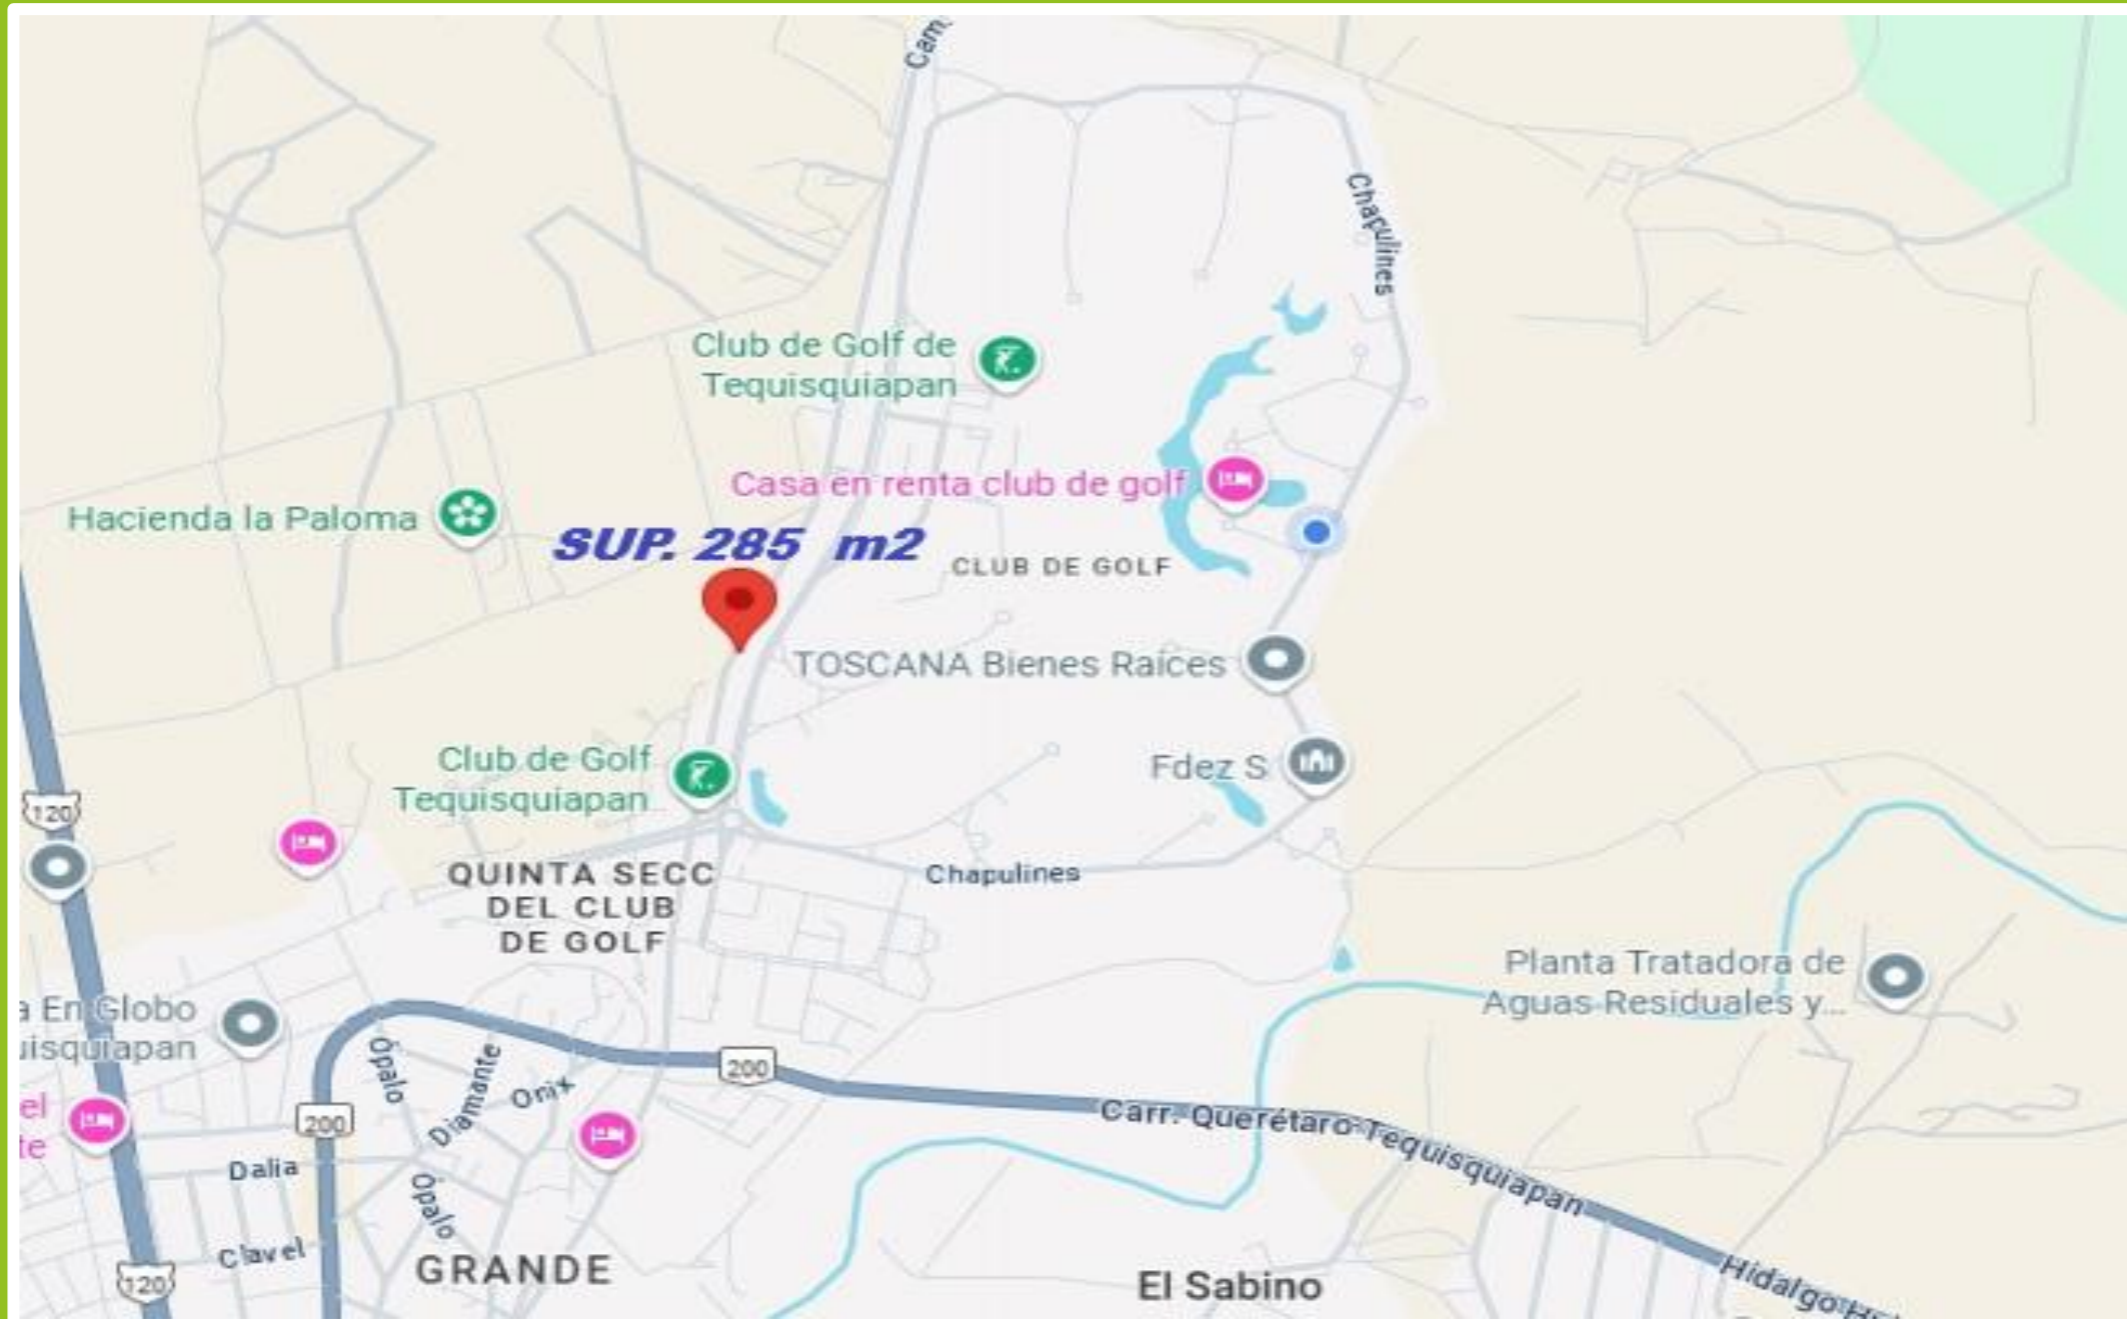 Cam.
Chapulines
Club de Golf de
Tequisquiapan
Casa en renta club de golf
Hacienda la Paloma
SUP. 285 m2
CLUB DE GOLF
TOSCANA Bienes Raíces
Club de Golf
Tequisquiapan
Fdez S
120
QUINTA SECC
DEL CLUB
DE GOLF
Chapulines
Planta Tratadora de
Aguas Residuales y...
a En Globo
uisquiapan
Ópalo
Diamante
Onix
200
200
el
te
Carr. Querétaro-Tequisquiapan
Dalia
Ópalo
Clavel
120
GRANDE
El Sabino
Hidalgo